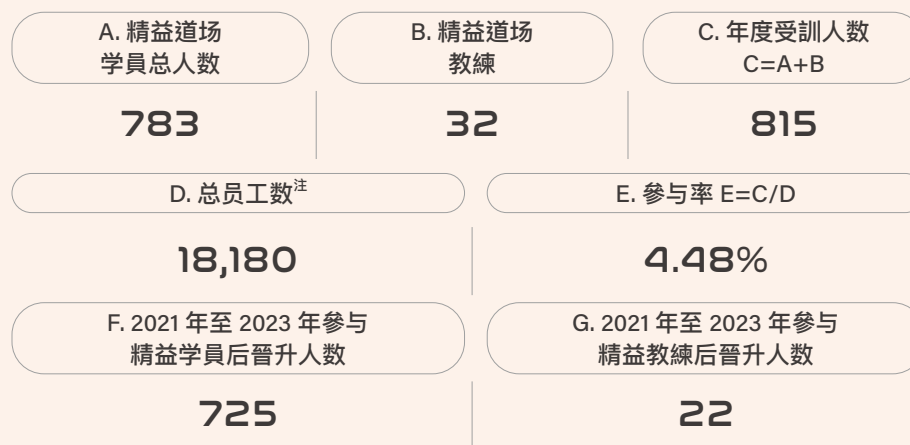 A. 精益道场
学員总人数
B. 精益道场
教練
C. 年度受訓人数
C=A+B
783
32
815
D. 总员工数注
E. 參与率 E=C/D
18,180
4.48%
F. 2021 年至 2023 年參与
精益学員后晉升人数
G. 2021 年至 2023 年參与
精益教練后晉升人数
725
22